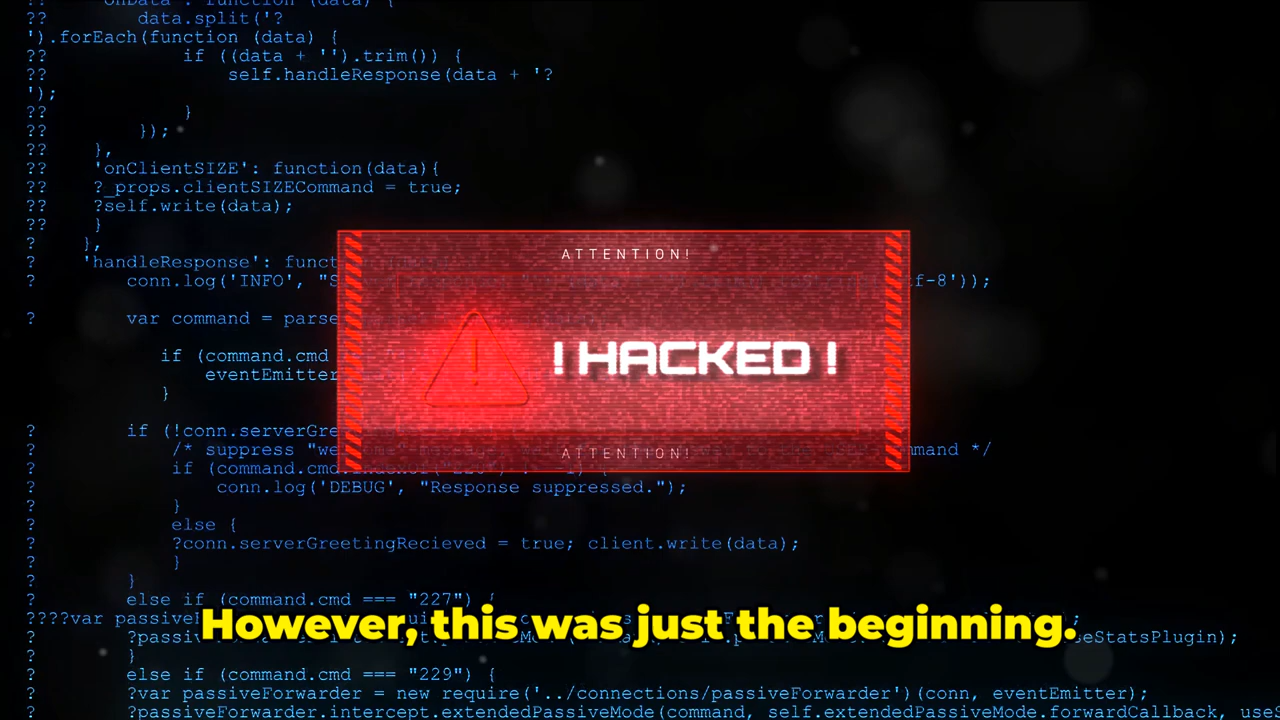 ?? 'onData': function (data) {
?? data.split('?
').forEach(function (data) {
?? if ((data + '').trim()) {
?? self.handleResponse(data + '?
');
?? }
?? });
?? },
?? 'onClientSIZE': function(data){
?? ?_props.clientSIZECommand = true;
?? ?self.write(data);
?? }
? },
ATTENTION!
? 'handleResponse': funct
? conn.log('INFO', "S f-8'));
? var command = parse
! HACKED !
if (command.cmd
eventEmitter
}
? if (!conn.serverGre
? /* suppress "we mmand */
ATTENTION!
? if (command.cmd
? conn.log('DEBUG', "Response suppressed.");
? }
? else {
? ?conn.serverGreetingRecieved = true; client.write(data);
? }
? }
? else if (command.cmd === "227") {
????var passiveF
However, this was just the beginning.
? ?passiv seStatsPlugin);
? }
? else if (command.cmd === "229") {
? ?var passiveForwarder = new require('../connections/passiveForwarder')(conn, eventEmitter);
? ?passiveForwarder.intercept.extendedPassiveMode(command, self.extendedPassiveMode.forwardCallback, uses